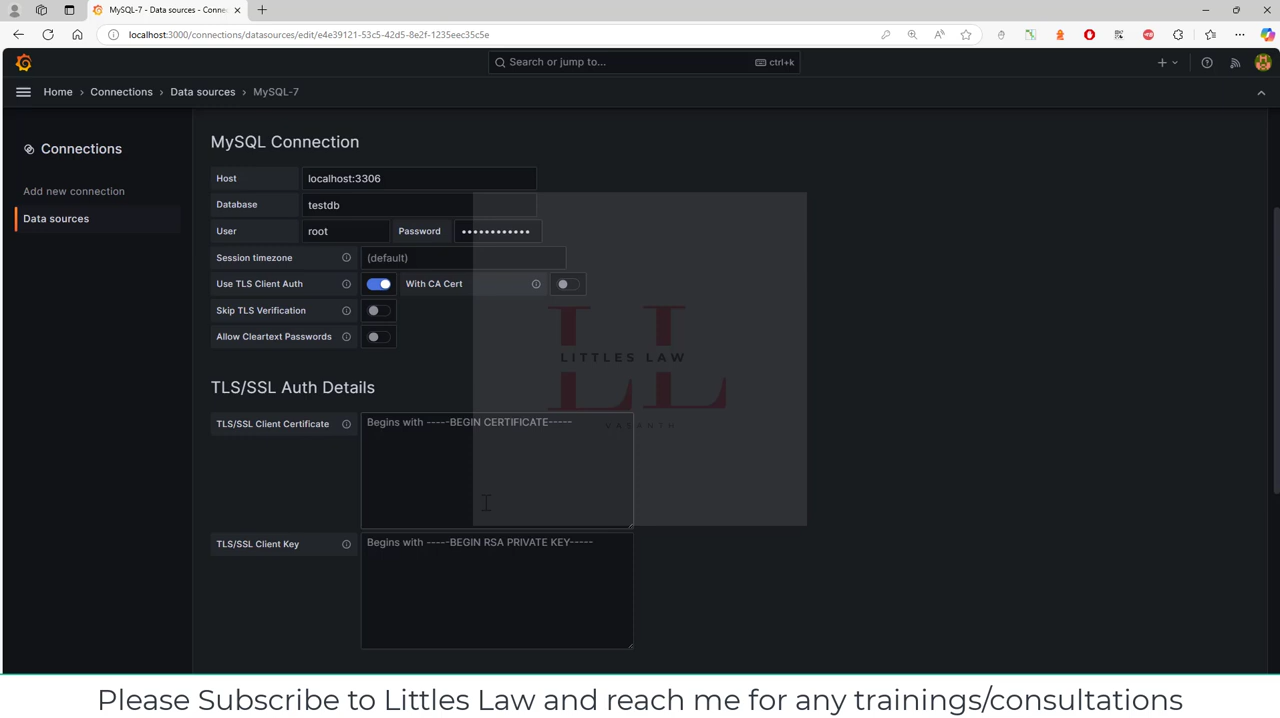 MySQL-7 - Data sources - Conne
localhost:3000/connections/datasources/edit/e4e39121-53c5-42d5-8e2f-1235eec35c5e
Search or jump to...
ctrl+k
Home › Connections › Data sources › MySQL-7
Connections
Add new connection
Data sources
MySQL Connection
Host
localhost:3306
Database
testdb
User
root
Password
••••••••••••
Session timezone
(default)
Use TLS Client Auth
With CA Cert
Skip TLS Verification
Allow Cleartext Passwords
TLS/SSL Auth Details
TLS/SSL Client Certificate
Begins with -----BEGIN CERTIFICATE-----
TLS/SSL Client Key
Begins with -----BEGIN RSA PRIVATE KEY-----
LL
LITTLES LAW
Please Subscribe to Littles Law and reach me for any trainings/consultations